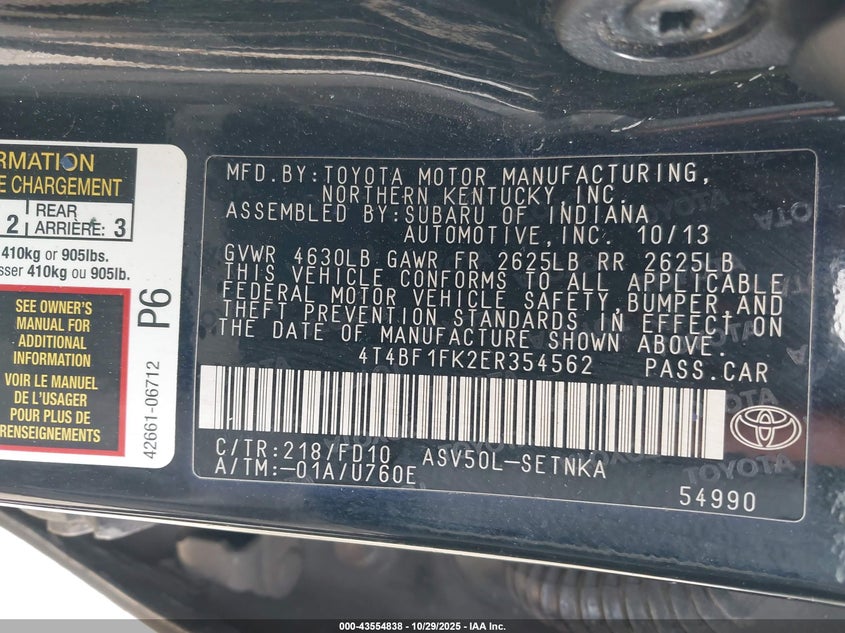 RMATION
E CHARGEMENT
2 REAR
ARRIÈRE: 3
410kg or 905lbs.
sser 410kg ou 905lb.
SEE OWNER'S
MANUAL FOR
ADDITIONAL
INFORMATION
VOIR LE MANUEL
DE L'USAGER
POUR PLUS DE
RENSEIGNEMENTS
P6
42661-06712
MFD.BY:TOYOTA MOTOR MANUFACTURING,
NORTHERN KENTUCKY,INC.
ASSEMBLED BY:SUBARU OF INDIANA
AUTOMOTIVE,INC. 10/13
GVWR 4630LB GAWR FR 2625LB RR 2625LB
THIS VEHICLE CONFORMS TO ALL APPLICABLE
FEDERAL MOTOR VEHICLE SAFETY,BUMPER,AND
THEFT PREVENTION STANDARDS IN EFFECT ON
THE DATE OF MANUFACTURE SHOWN ABOVE.
4T4BF1FK2ER354562 PASS.CAR
C/TR:218/FD10 ASV50L-SETNKA
A/TM:-01A/U760E
54990
000-43554838 - 10/29/2025 - IAA Inc.